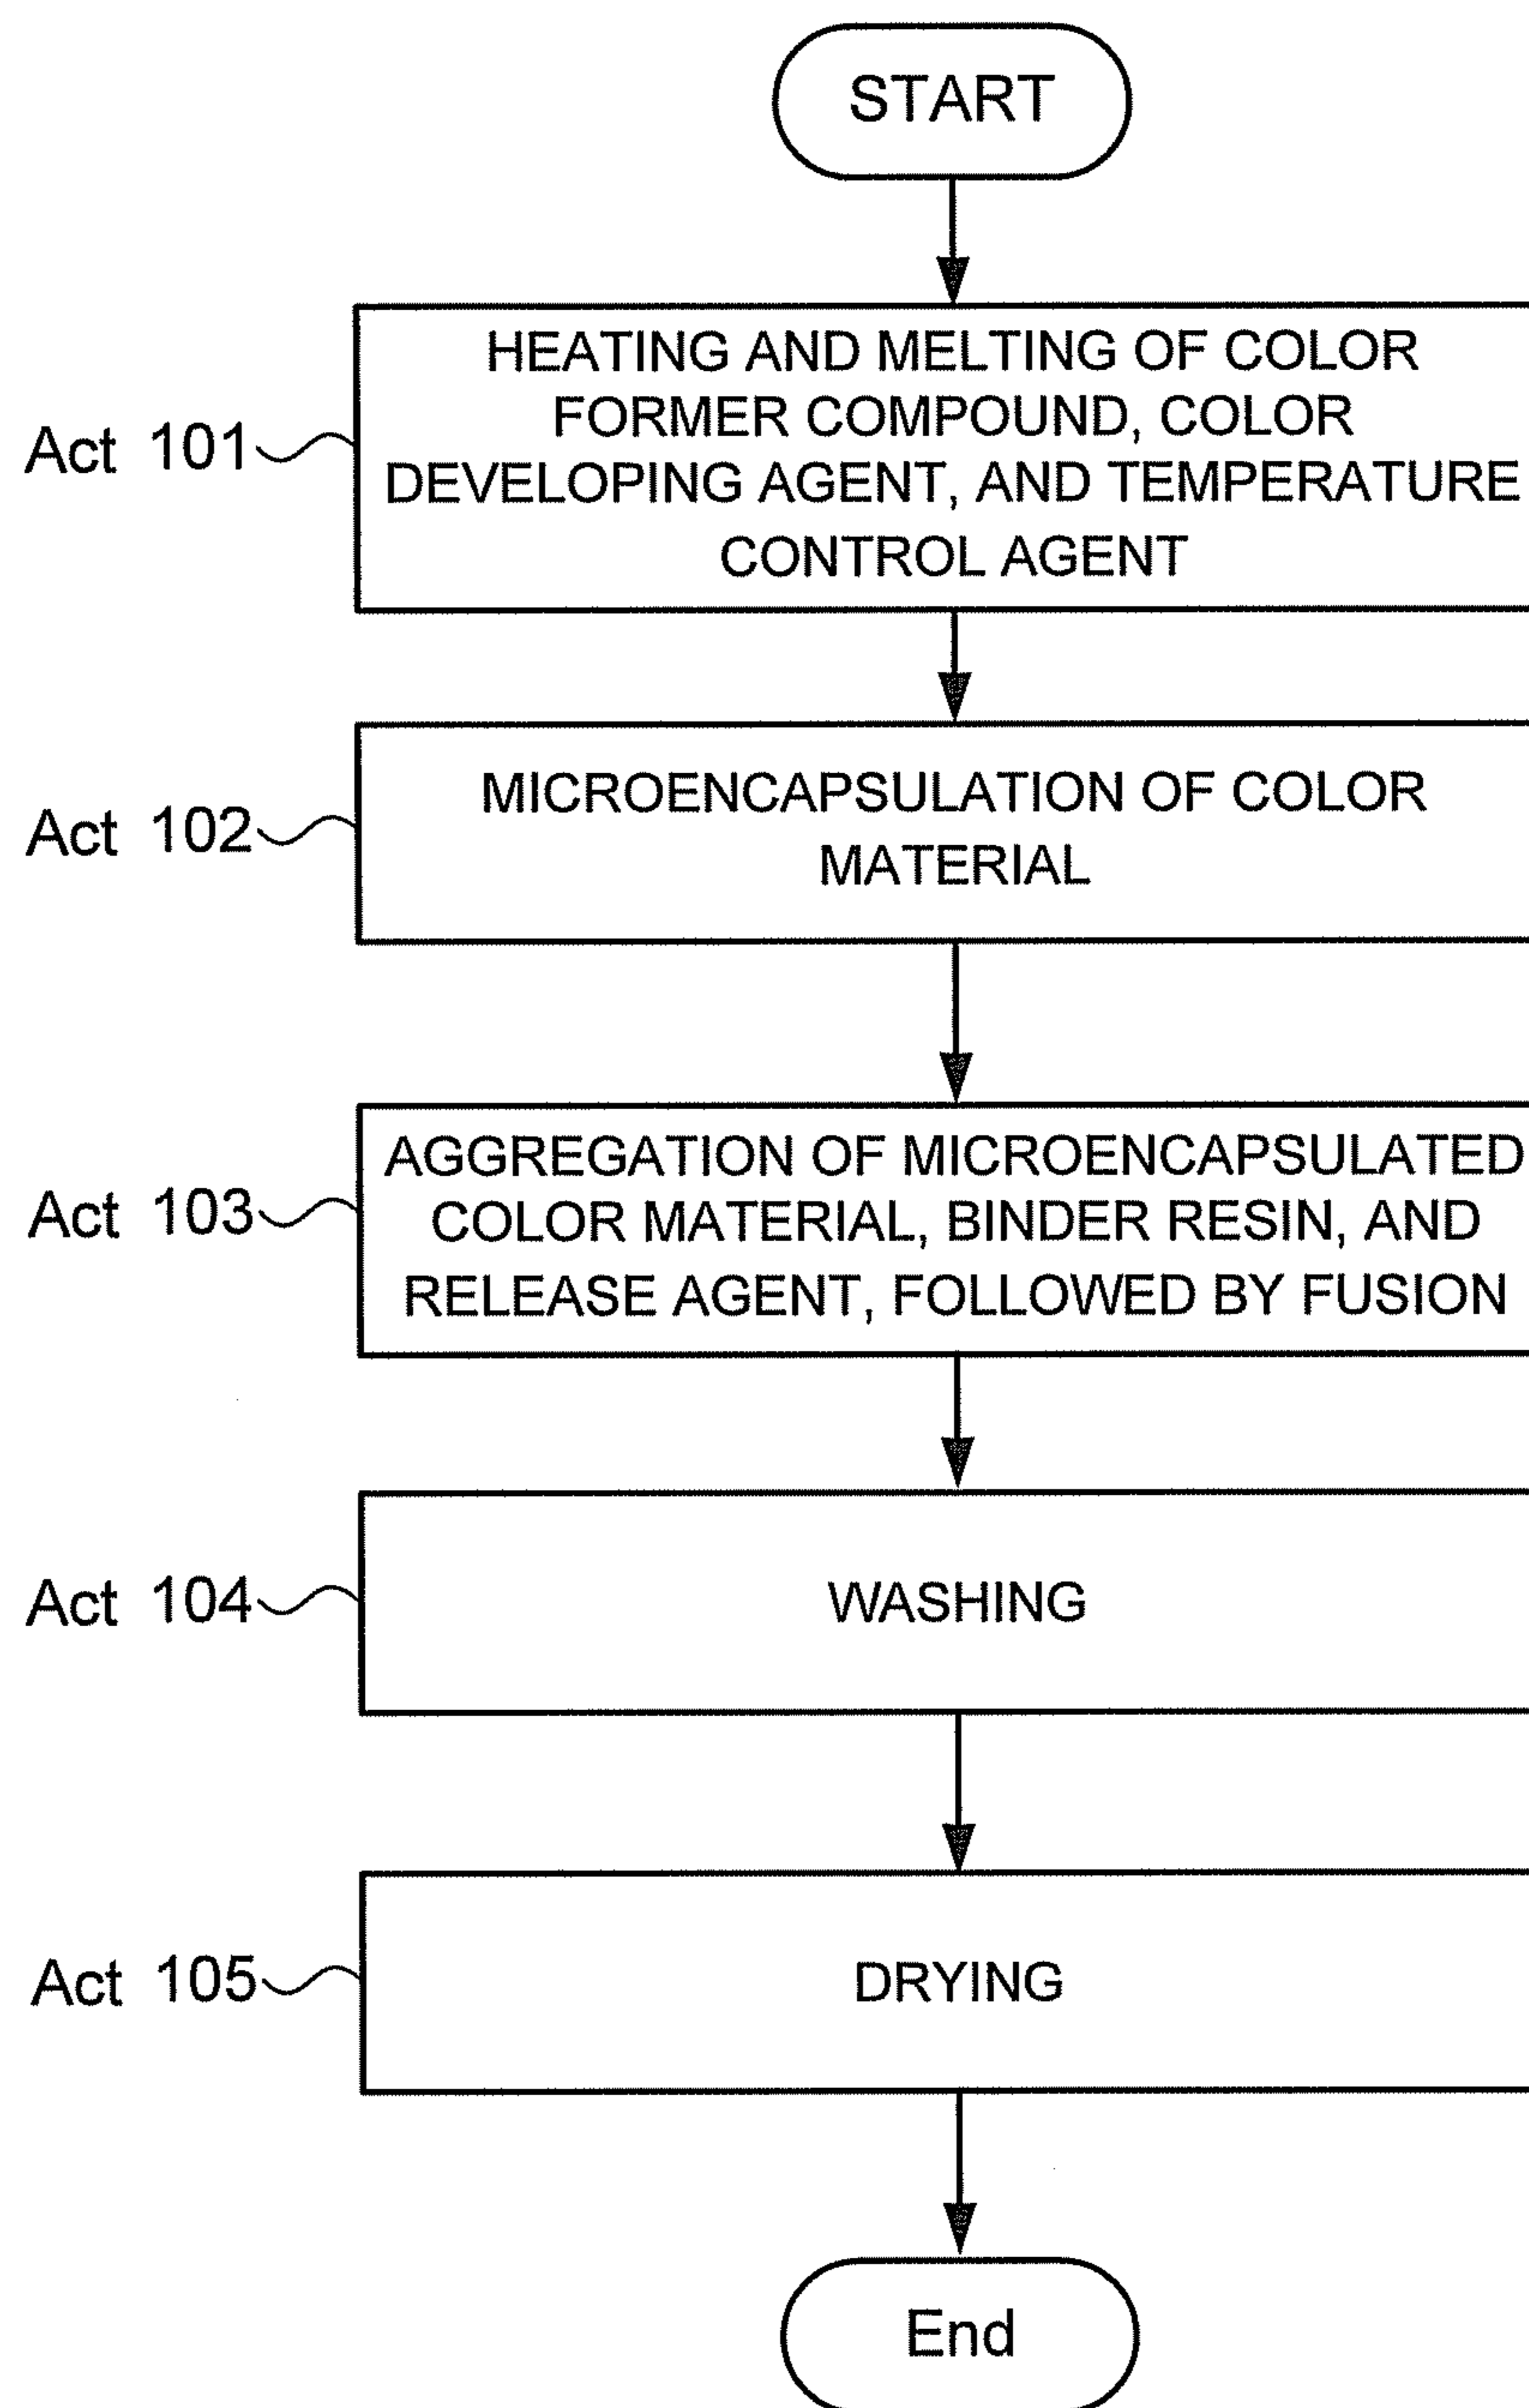 START
Act 101
HEATING AND MELTING OF COLOR
FORMER COMPOUND, COLOR
DEVELOPING AGENT, AND TEMPERATURE
CONTROL AGENT
Act 102
MICROENCAPSULATION OF COLOR
MATERIAL
Act 103
AGGREGATION OF MICROENCAPSULATED
COLOR MATERIAL, BINDER RESIN, AND
RELEASE AGENT, FOLLOWED BY FUSION
Act 104
WASHING
Act 105
DRYING
End